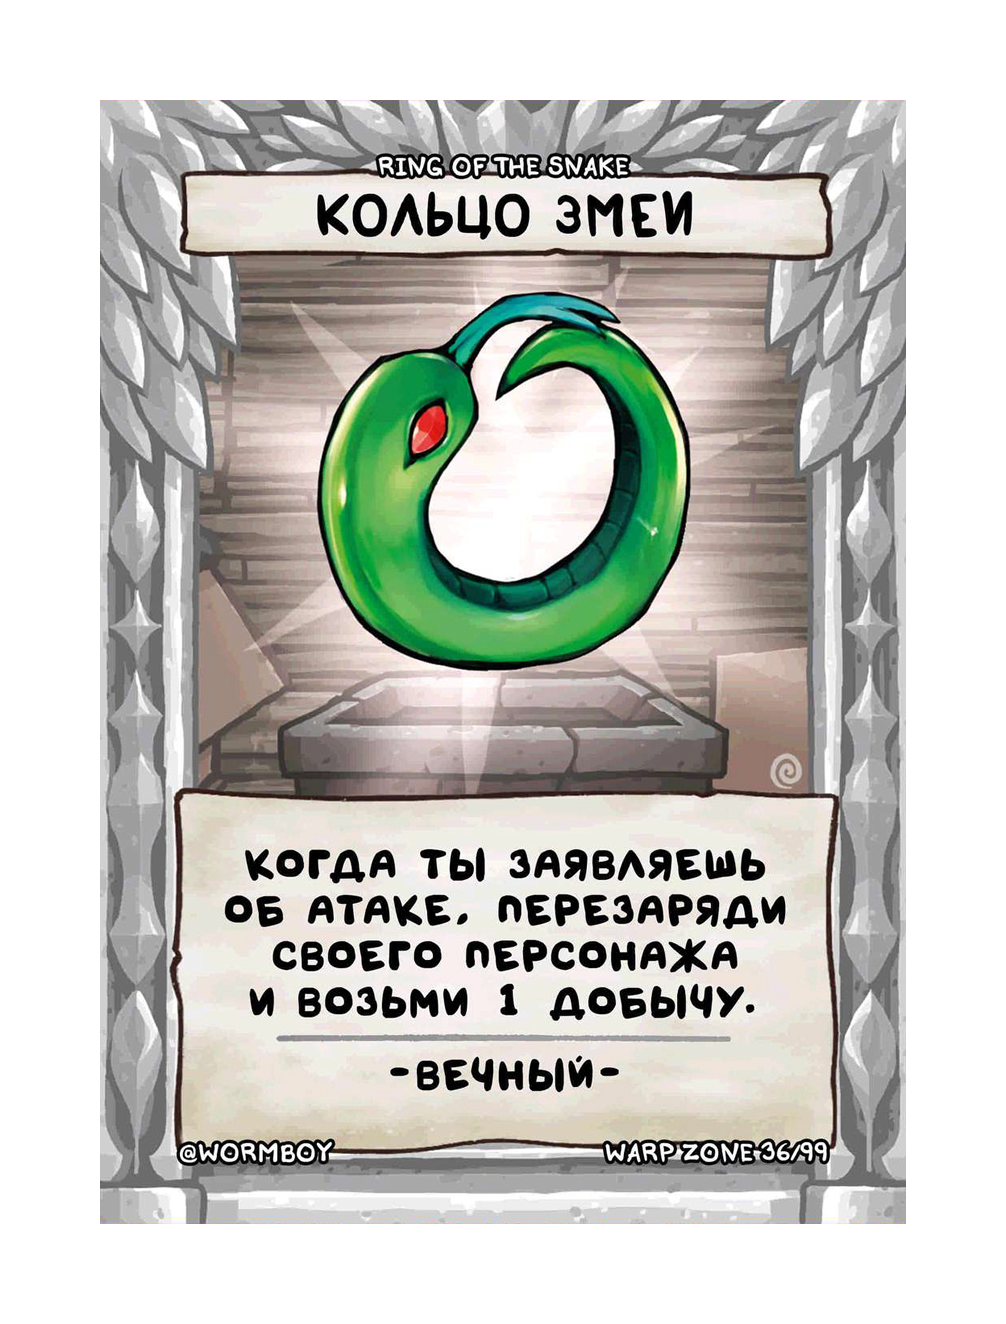 RING OF THE SNAKE
КОЛЬЦО ЗМЕИ
КОГДА ТЫ ЗАЯВЛЯЕШЬ
ОБ АТАКЕ, ПЕРЕЗАРЯДИ
СВОЕГО ПЕРСОНАЖА
И ВОЗЬМИ 1 ДОБЫЧУ.
-ВЕЧНЫЙ-
@WORMBOY
WARP ZONE 36/99